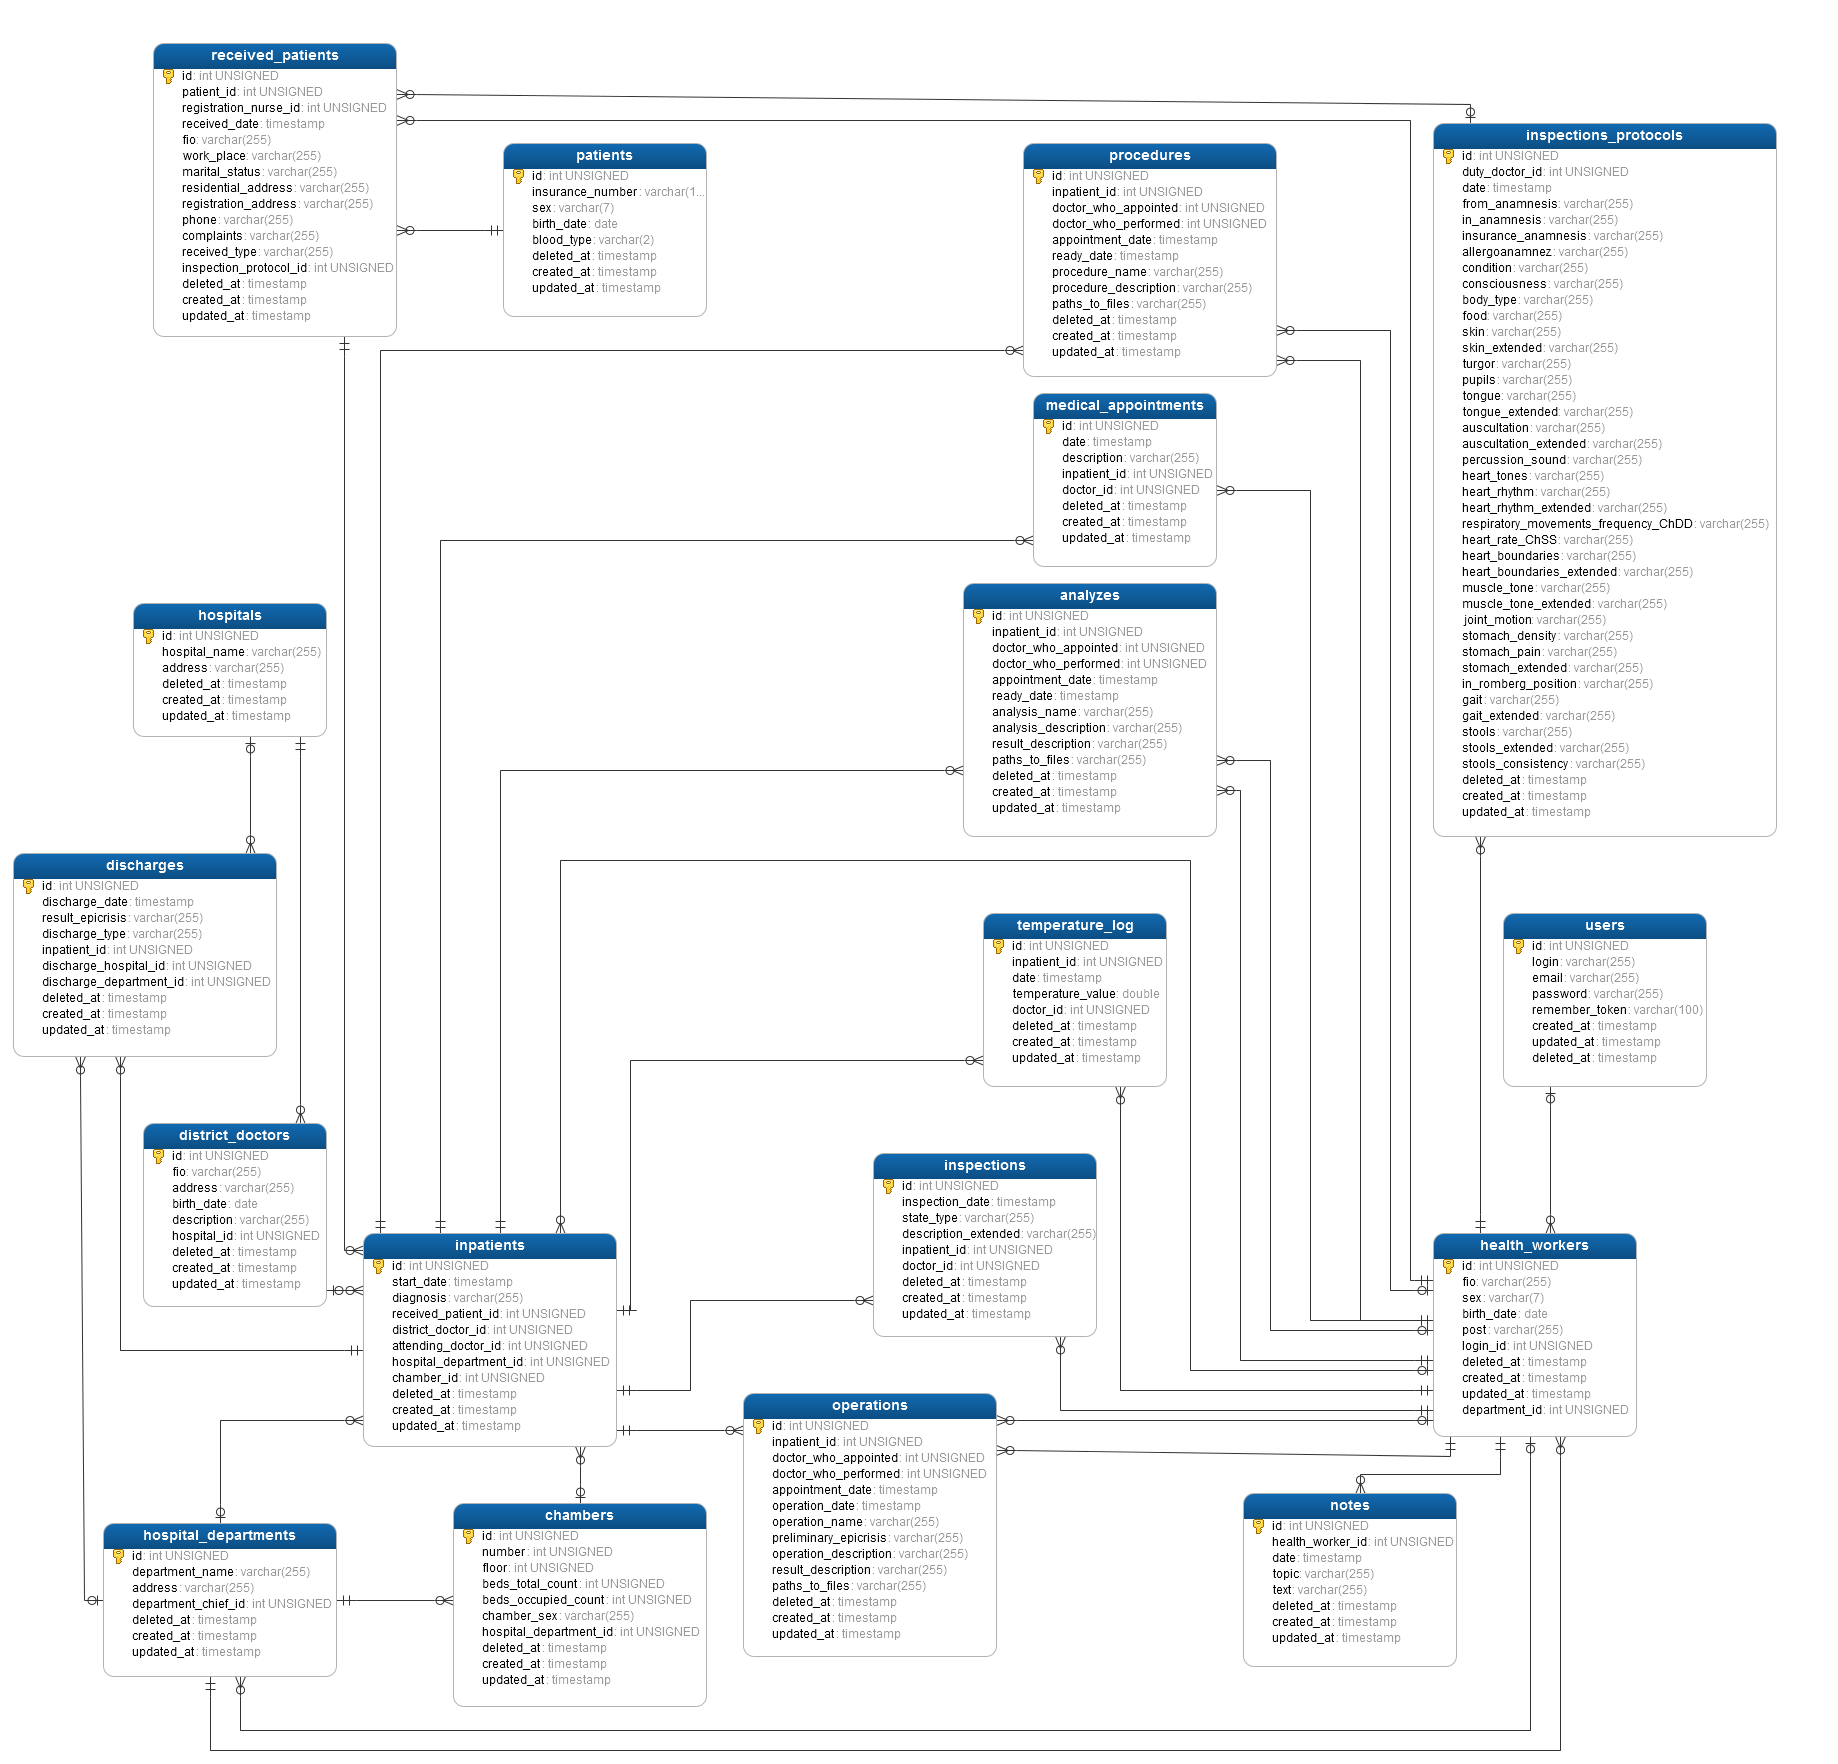 received_patients
id: int UNSIGNED
patient_id: int UNSIGNED
registration_nurse_id: int UNSIGNED
received_date: timestamp
fio: varchar(255)
work_place: varchar(255)
marital_status: varchar(255)
residential_address: varchar(255)
registration_address: varchar(255)
phone: varchar(255)
complaints: varchar(255)
received_type: varchar(255)
inspection_protocol_id: int UNSIGNED
deleted_at: timestamp
created_at: timestamp
updated_at: timestamp
patients
id: int UNSIGNED
insurance_number: varchar(1...
sex: varchar(7)
birth_date: date
blood_type: varchar(2)
deleted_at: timestamp
created_at: timestamp
updated_at: timestamp
procedures
id: int UNSIGNED
inpatient_id: int UNSIGNED
doctor_who_appointed: int UNSIGNED
doctor_who_performed: int UNSIGNED
appointment_date: timestamp
ready_date: timestamp
procedure_name: varchar(255)
procedure_description: varchar(255)
paths_to_files: varchar(255)
deleted_at: timestamp
created_at: timestamp
updated_at: timestamp
inspections_protocols
id: int UNSIGNED
duty_doctor_id: int UNSIGNED
date: timestamp
from_anamnesis: varchar(255)
in_anamnesis: varchar(255)
insurance_anamnesis: varchar(255)
allergoanamnez: varchar(255)
condition: varchar(255)
consciousness: varchar(255)
body_type: varchar(255)
food: varchar(255)
skin: varchar(255)
skin_extended: varchar(255)
turgor: varchar(255)
pupils: varchar(255)
tongue: varchar(255)
tongue_extended: varchar(255)
auscultation: varchar(255)
auscultation_extended: varchar(255)
percussion_sound: varchar(255)
heart_tones: varchar(255)
heart_rhythm: varchar(255)
heart_rhythm_extended: varchar(255)
respiratory_movements_frequency_ChDD: varchar(255)
heart_rate_ChSS: varchar(255)
heart_boundaries: varchar(255)
heart_boundaries_extended: varchar(255)
muscle_tone: varchar(255)
muscle_tone_extended: varchar(255)
joint_motion: varchar(255)
stomach_density: varchar(255)
stomach_pain: varchar(255)
stomach_extended: varchar(255)
in_romberg_position: varchar(255)
gait: varchar(255)
gait_extended: varchar(255)
stools: varchar(255)
stools_extended: varchar(255)
stools_consistency: varchar(255)
deleted_at: timestamp
created_at: timestamp
updated_at: timestamp
medical_appointments
id: int UNSIGNED
date: timestamp
description: varchar(255)
inpatient_id: int UNSIGNED
doctor_id: int UNSIGNED
deleted_at: timestamp
created_at: timestamp
updated_at: timestamp
analyzes
id: int UNSIGNED
inpatient_id: int UNSIGNED
doctor_who_appointed: int UNSIGNED
doctor_who_performed: int UNSIGNED
appointment_date: timestamp
ready_date: timestamp
analysis_name: varchar(255)
analysis_description: varchar(255)
result_description: varchar(255)
paths_to_files: varchar(255)
deleted_at: timestamp
created_at: timestamp
updated_at: timestamp
hospitals
id: int UNSIGNED
hospital_name: varchar(255)
address: varchar(255)
deleted_at: timestamp
created_at: timestamp
updated_at: timestamp
discharges
id: int UNSIGNED
discharge_date: timestamp
result_epicrisis: varchar(255)
discharge_type: varchar(255)
inpatient_id: int UNSIGNED
discharge_hospital_id: int UNSIGNED
discharge_department_id: int UNSIGNED
deleted_at: timestamp
created_at: timestamp
updated_at: timestamp
temperature_log
id: int UNSIGNED
inpatient_id: int UNSIGNED
date: timestamp
temperature_value: double
doctor_id: int UNSIGNED
deleted_at: timestamp
created_at: timestamp
updated_at: timestamp
users
id: int UNSIGNED
login: varchar(255)
email: varchar(255)
password: varchar(255)
remember_token: varchar(100)
created_at: timestamp
updated_at: timestamp
deleted_at: timestamp
district_doctors
id: int UNSIGNED
fio: varchar(255)
address: varchar(255)
birth_date: date
description: varchar(255)
hospital_id: int UNSIGNED
deleted_at: timestamp
created_at: timestamp
updated_at: timestamp
inspections
id: int UNSIGNED
inspection_date: timestamp
state_type: varchar(255)
description_extended: varchar(255)
inpatient_id: int UNSIGNED
doctor_id: int UNSIGNED
deleted_at: timestamp
created_at: timestamp
updated_at: timestamp
inpatients
id: int UNSIGNED
start_date: timestamp
diagnosis: varchar(255)
received_patient_id: int UNSIGNED
district_doctor_id: int UNSIGNED
attending_doctor_id: int UNSIGNED
hospital_department_id: int UNSIGNED
chamber_id: int UNSIGNED
deleted_at: timestamp
created_at: timestamp
updated_at: timestamp
health_workers
id: int UNSIGNED
fio: varchar(255)
sex: varchar(7)
birth_date: date
post: varchar(255)
login_id: int UNSIGNED
deleted_at: timestamp
created_at: timestamp
updated_at: timestamp
department_id: int UNSIGNED
operations
id: int UNSIGNED
inpatient_id: int UNSIGNED
doctor_who_appointed: int UNSIGNED
doctor_who_performed: int UNSIGNED
appointment_date: timestamp
operation_date: timestamp
operation_name: varchar(255)
preliminary_epicrisis: varchar(255)
operation_description: varchar(255)
result_description: varchar(255)
paths_to_files: varchar(255)
deleted_at: timestamp
created_at: timestamp
updated_at: timestamp
notes
id: int UNSIGNED
health_worker_id: int UNSIGNED
date: timestamp
topic: varchar(255)
text: varchar(255)
deleted_at: timestamp
created_at: timestamp
updated_at: timestamp
chambers
id: int UNSIGNED
number: int UNSIGNED
floor: int UNSIGNED
beds_total_count: int UNSIGNED
beds_occupied_count: int UNSIGNED
chamber_sex: varchar(255)
hospital_department_id: int UNSIGNED
deleted_at: timestamp
created_at: timestamp
updated_at: timestamp
hospital_departments
id: int UNSIGNED
department_name: varchar(255)
address: varchar(255)
department_chief_id: int UNSIGNED
deleted_at: timestamp
created_at: timestamp
updated_at: timestamp